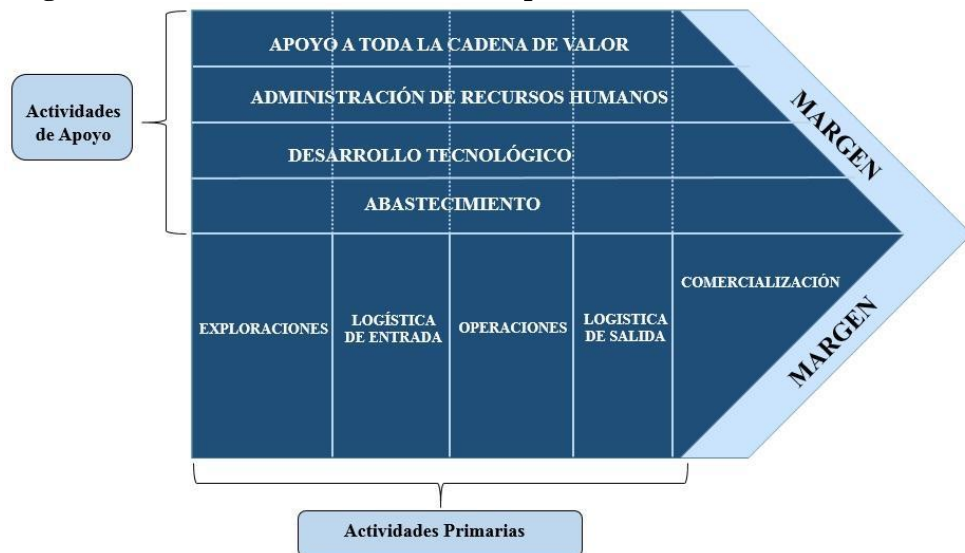 APOYO A TODA LA CADENA DE VALOR
ADMINISTRACIÓN DE RECURSOS HUMANOS
DESARROLLO TECNOLÓGICO
ABASTECIMIENTO
Actividades
de Apoyo
MARGEN
EXPLORACIONES
LOGÍSTICA
DE ENTRADA
OPERACIONES
LOGISTICA
DE SALIDA
COMERCIALIZACIÓN
MARGEN
Actividades Primarias